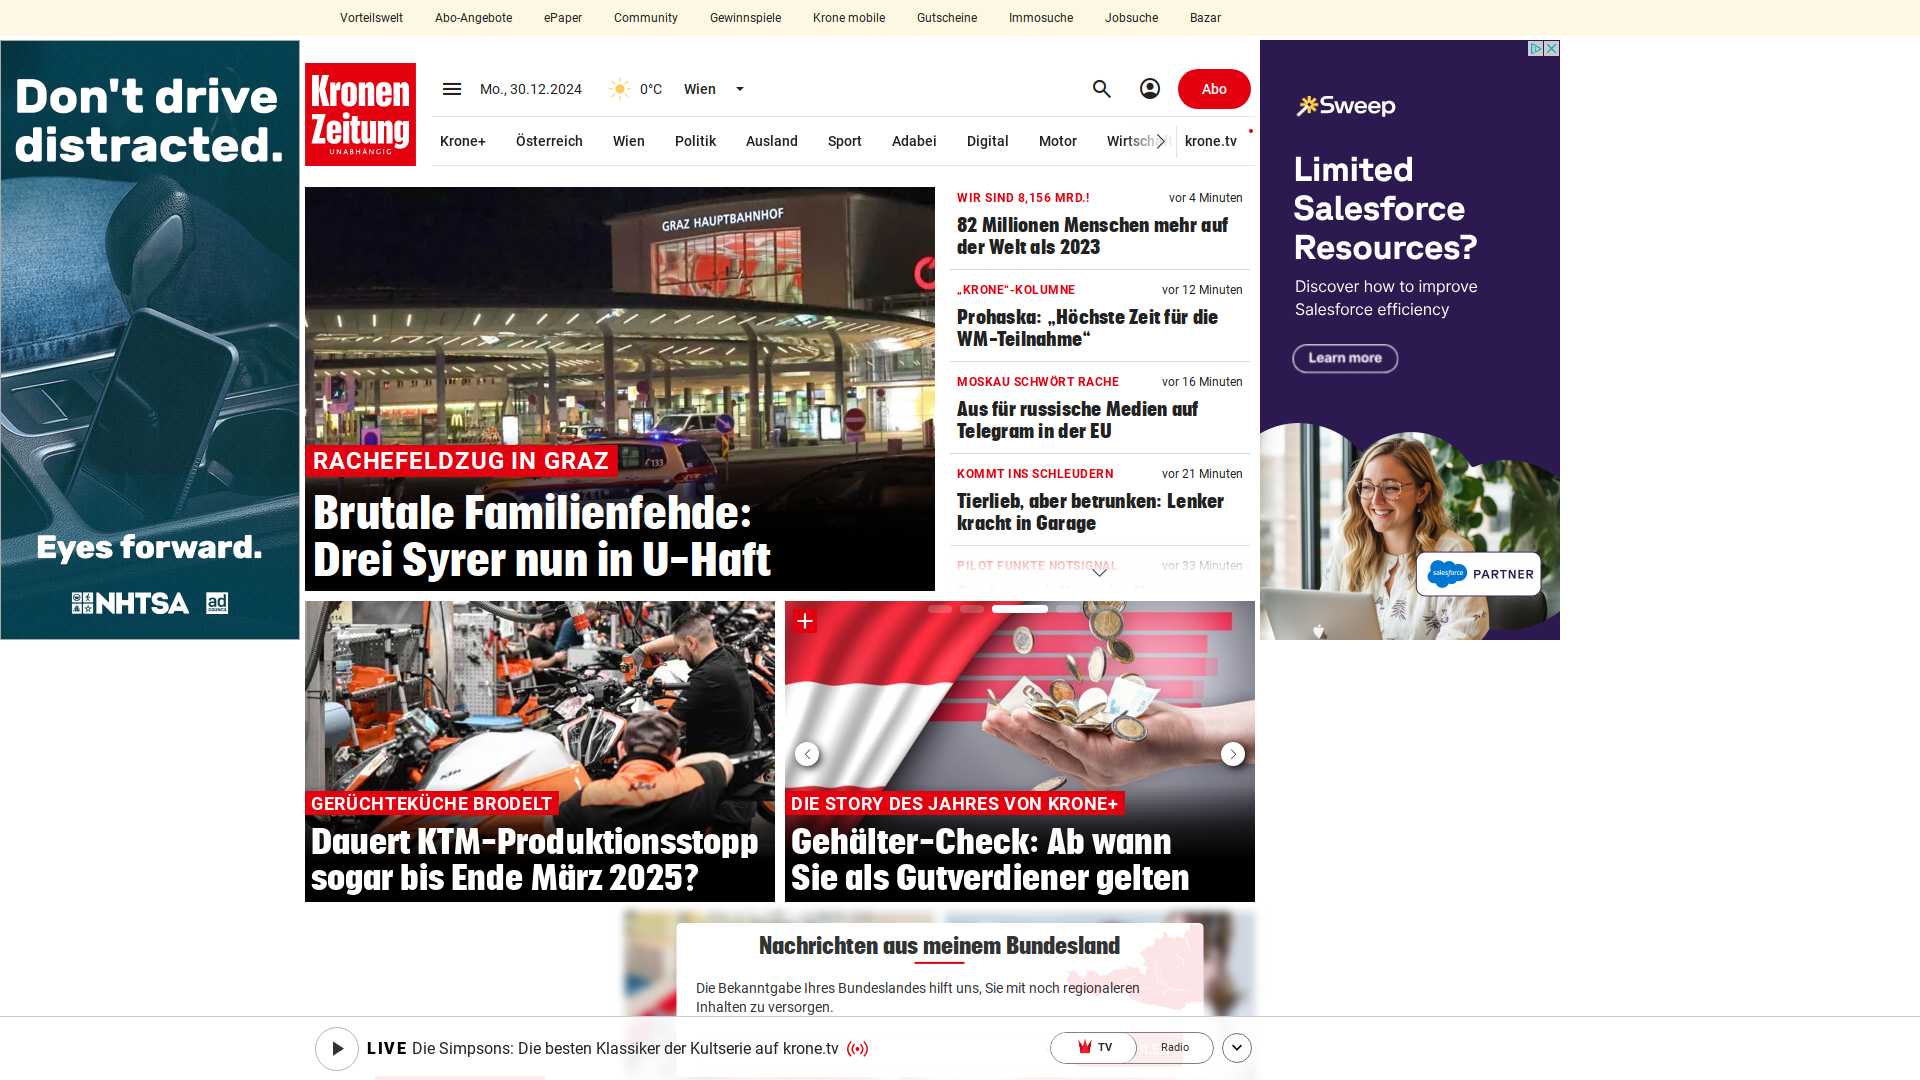 Vorteilswelt Abo-Angebote ePaper Community Gewinnspiele Krone mobile Gutscheine Immosuche Jobsuche Bazar
Don't drive
distracted.
Eyes forward.
NHTSA ad
Kronen
Zeitung
UNABHÄNGIG
Mo., 30.12.2024 0°C Wien
Abo
Krone+ Österreich Wien Politik Ausland Sport Adabei Digital Motor Wirtschaft krone.tv
GRAZ HAUPTBAHNHOF
133
RACHEFELDZUG IN GRAZ
Brutale Familienfehde:
Drei Syrer nun in U-Haft
WIR SIND 8,156 MRD.! vor 4 Minuten
82 Millionen Menschen mehr auf
der Welt als 2023
„KRONE“-KOLUMNE vor 12 Minuten
Prohaska: „Höchste Zeit für die
WM-Teilnahme“
MOSKAU SCHWÖRT RACHE vor 16 Minuten
Aus für russische Medien auf
Telegram in der EU
KOMMT INS SCHLEUDERN vor 21 Minuten
Tierlieb, aber betrunken: Lenker
kracht in Garage
PILOT FUNKTE NOTSIGNAL vor 33 Minuten
Sweep
Limited
Salesforce
Resources?
Discover how to improve
Salesforce efficiency
Learn more
salesforce PARTNER
GERÜCHTEKÜCHE BRODELT
Dauert KTM-Produktionsstopp
sogar bis Ende März 2025?
DIE STORY DES JAHRES VON KRONE+
Gehälter-Check: Ab wann
Sie als Gutverdiener gelten
Nachrichten aus meinem Bundesland
Die Bekanntgabe Ihres Bundeslandes hilft uns, Sie mit noch regionaleren
Inhalten zu versorgen.
LIVE Die Simpsons: Die besten Klassiker der Kultserie auf krone.tv
TV Radio